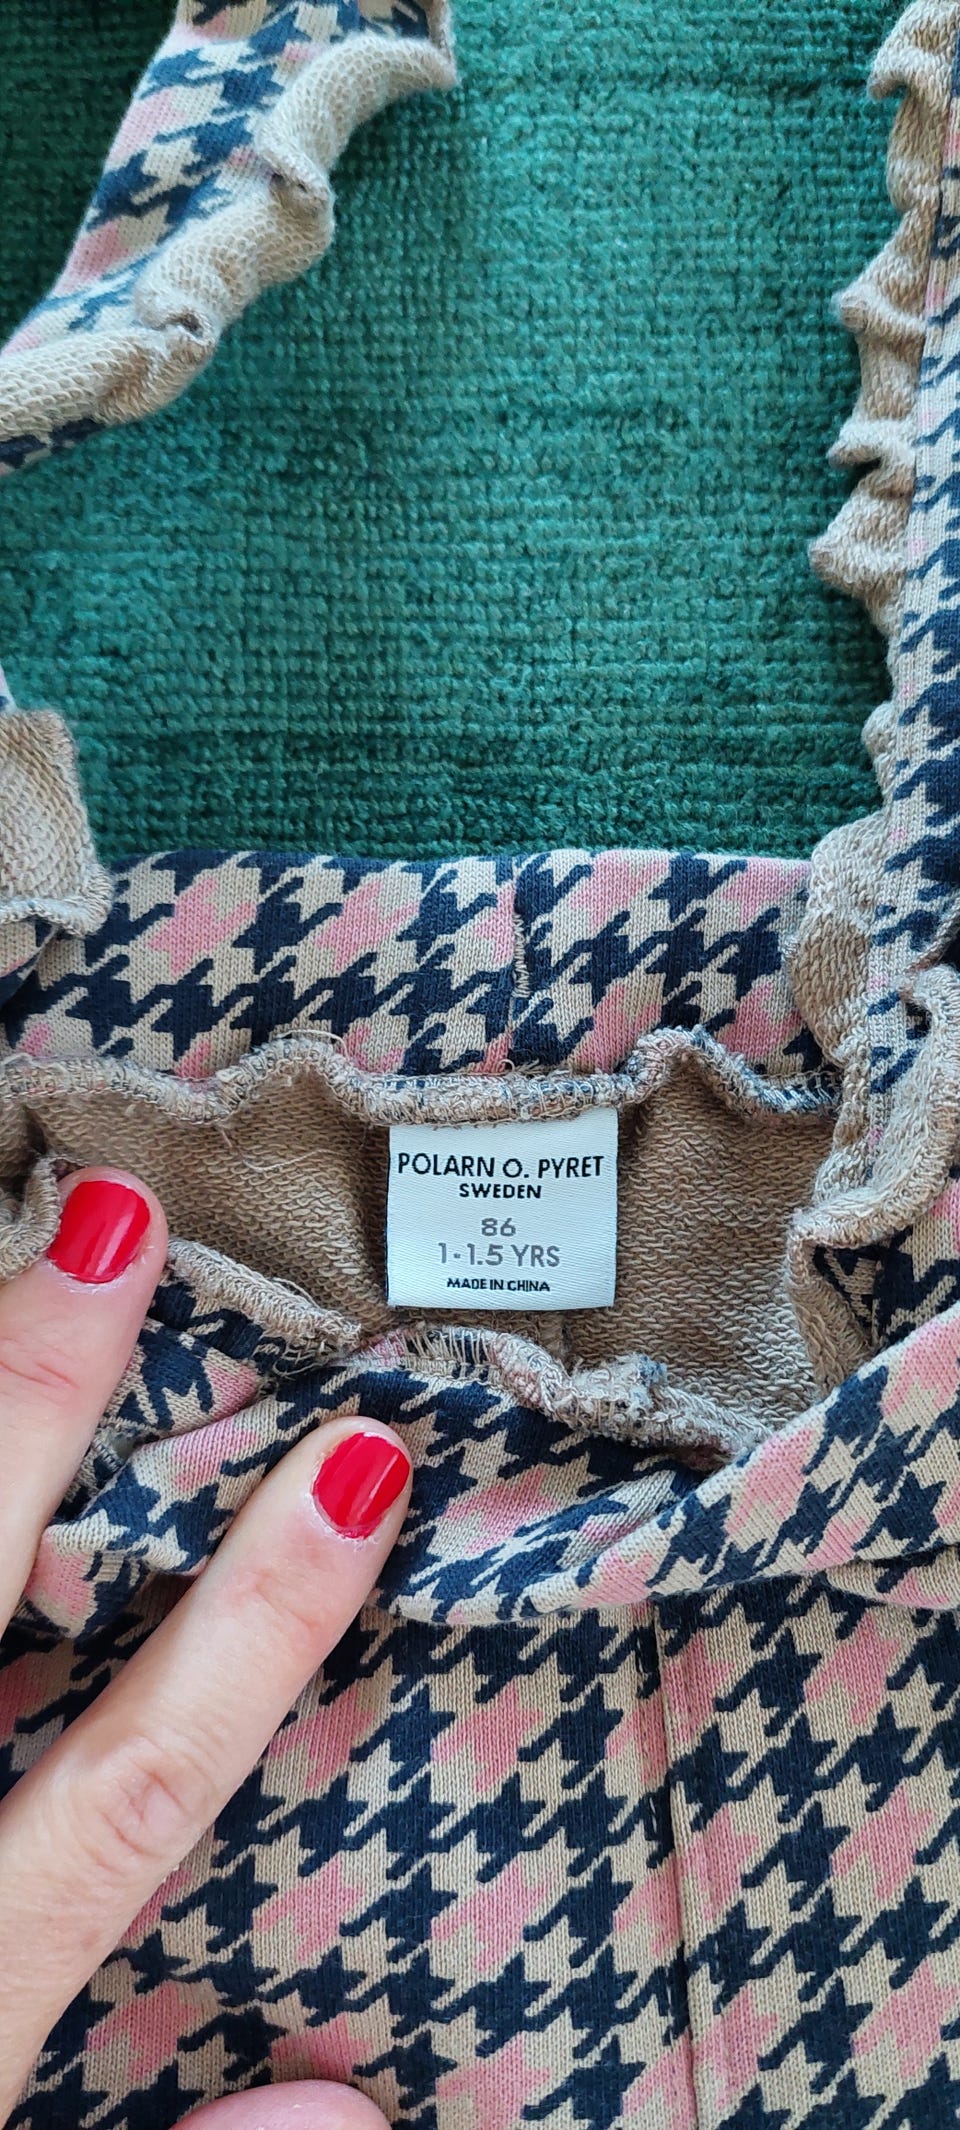 POLARN O. PYRET
SWEDEN
86
1-1.5 YRS
MADE IN CHINA